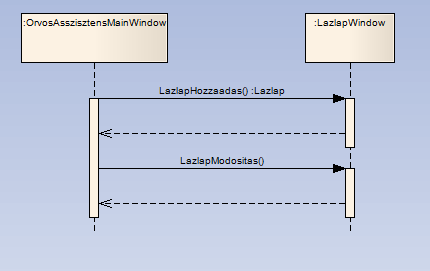 :OrvosAsszisztensMainWindow
:LazlapWindow
LazlapHozzaadas() :Lazlap
LazlapModositas()